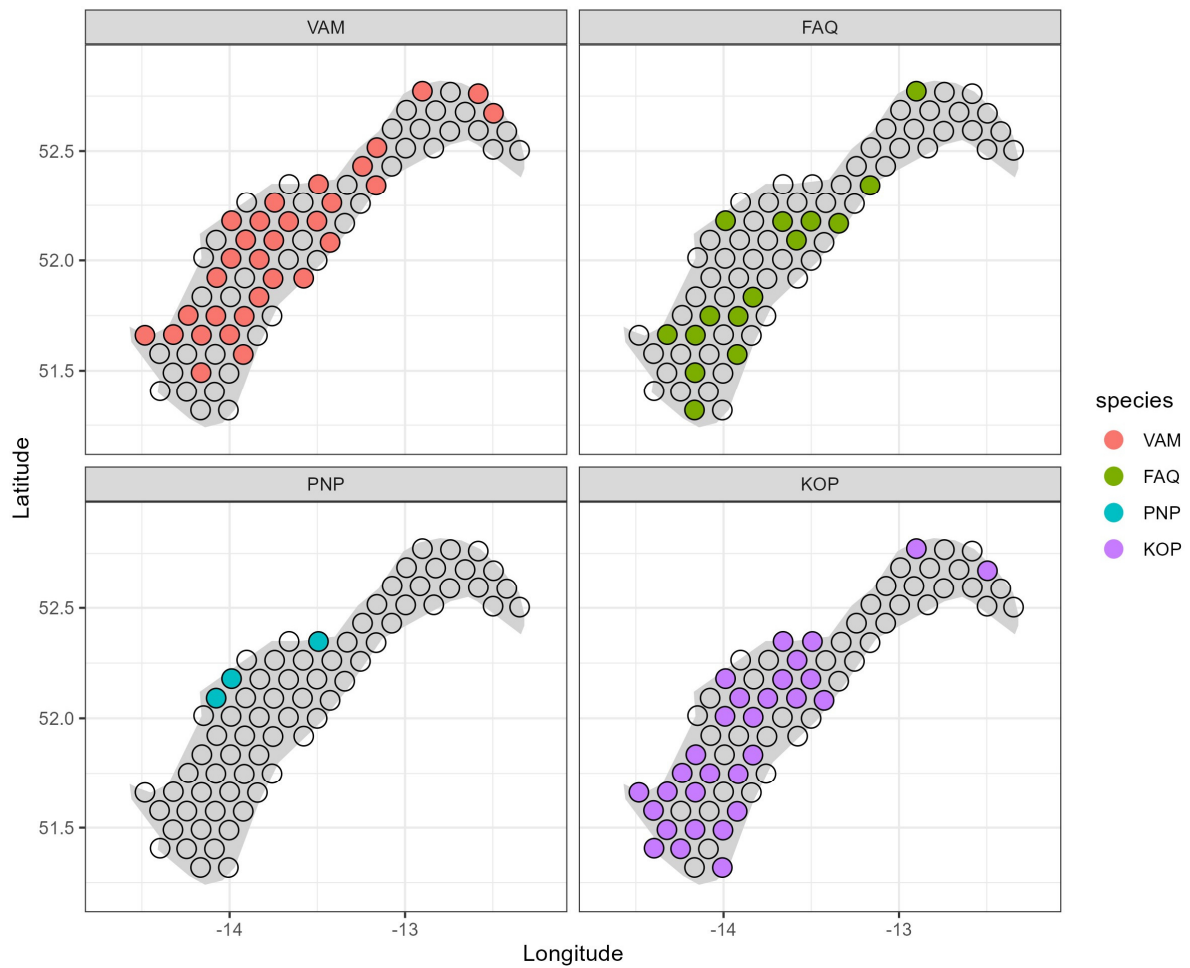 VAM
FAQ
52.5
52.0
51.5
PNP
KOP
52.5
52.0
51.5
-14
-13
-14
-13
Longitude
Latitude
species
VAM
FAQ
PNP
KOP